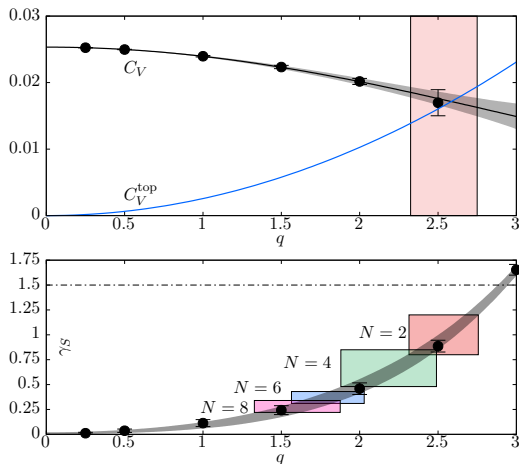 0.03
0.02
0.01
0
C_V
C_V^top
0 0.5 1 1.5 2 2.5 3
q
1.75
1.5
1.25
1
0.75
0.5
0.25
0
γ_S
N = 2
N = 4
N = 6
N = 8
0 0.5 1 1.5 2 2.5 3
q